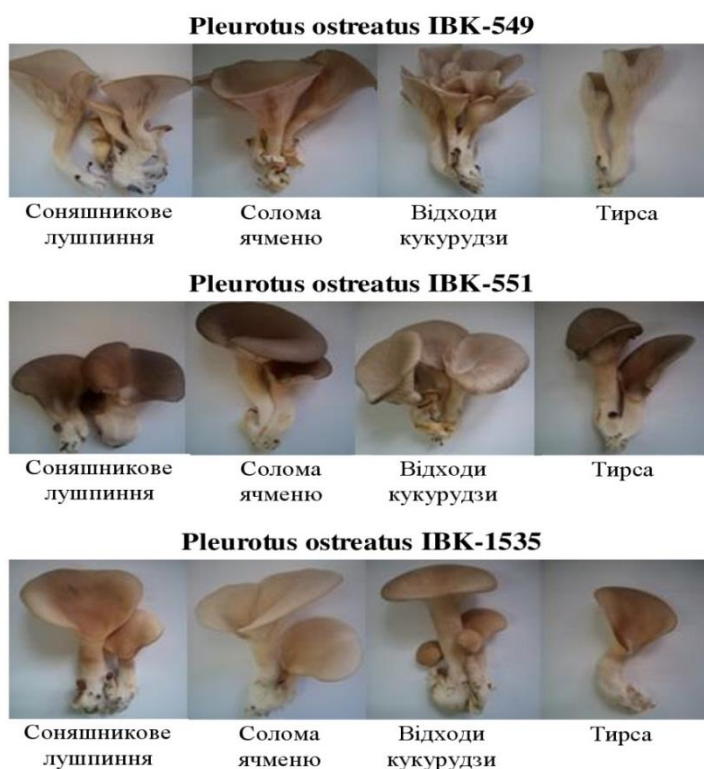 Pleurotus ostreatus IBK-549
Соняшникове лушпиння
Солома ячменю
Відходи кукурудзи
Тирса
Pleurotus ostreatus IBK-551
Соняшникове лушпиння
Солома ячменю
Відходи кукурудзи
Тирса
Pleurotus ostreatus IBK-1535
Соняшникове лушпиння
Солома ячменю
Відходи кукурудзи
Тирса